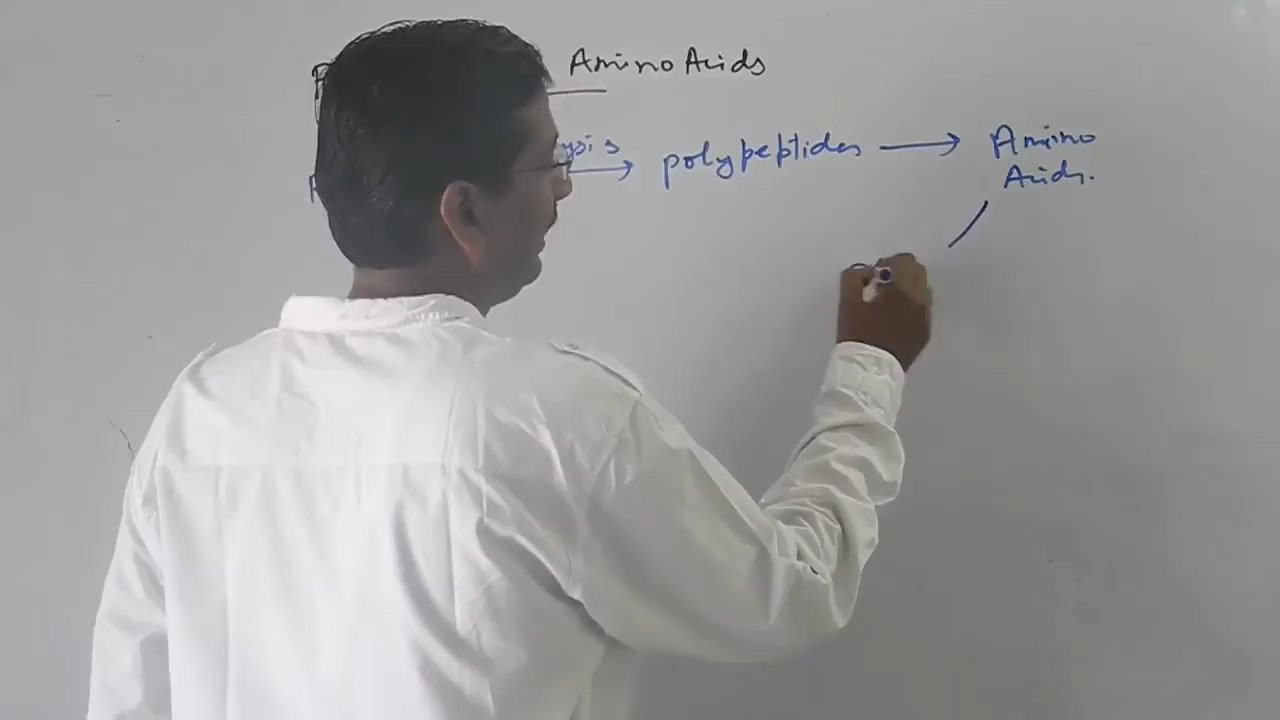 Amino Acids
polypeptides → Amino
Acids.